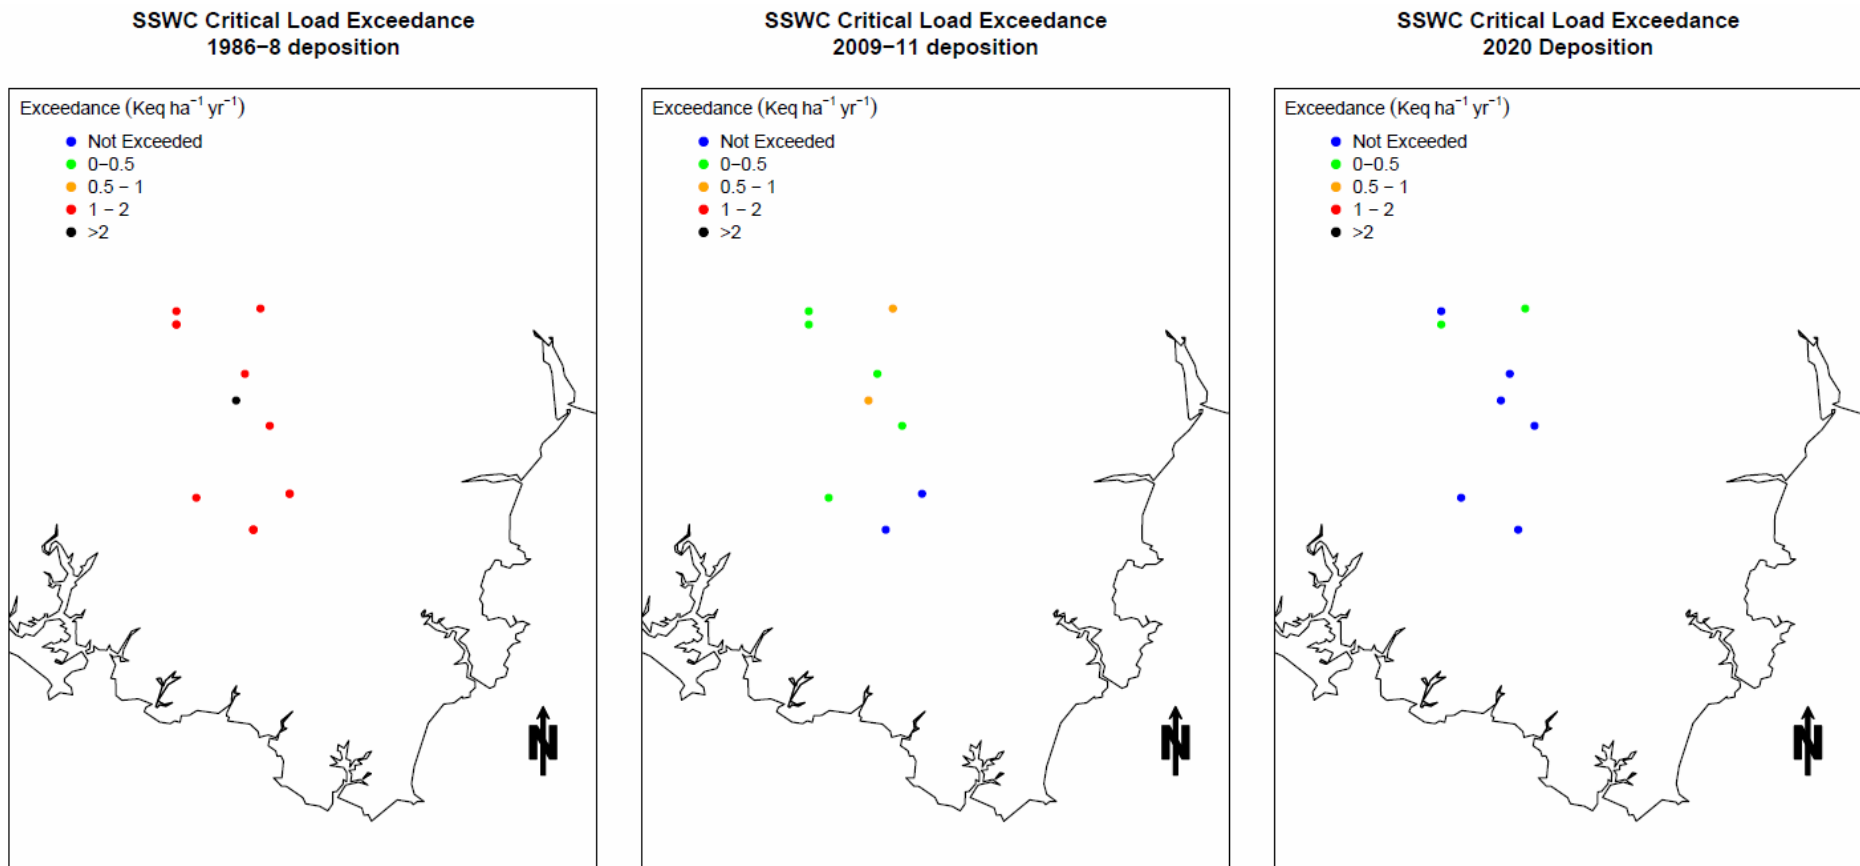 SSWC Critical Load Exceedance
1986−8 deposition
Exceedance (Keq ha⁻¹ yr⁻¹)
Not Exceeded
0−0.5
0.5 − 1
1 − 2
>2
N
SSWC Critical Load Exceedance
2009−11 deposition
Exceedance (Keq ha⁻¹ yr⁻¹)
Not Exceeded
0−0.5
0.5 − 1
1 − 2
>2
N
SSWC Critical Load Exceedance
2020 Deposition
Exceedance (Keq ha⁻¹ yr⁻¹)
Not Exceeded
0−0.5
0.5 − 1
1 − 2
>2
N